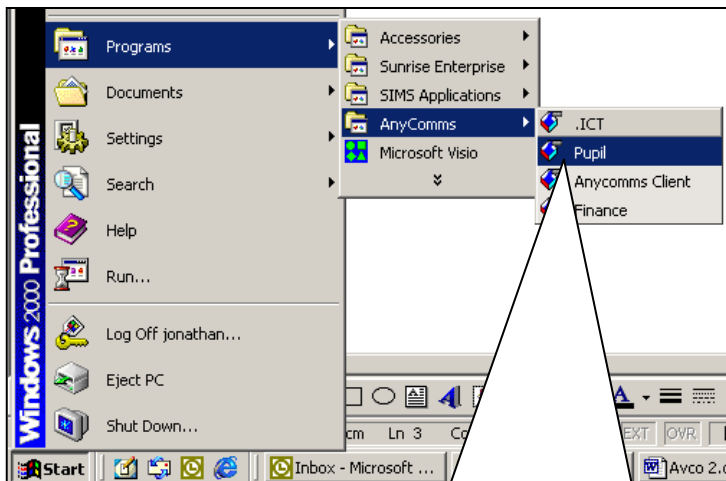 Windows 2000 Professional
Programs
Documents
Settings
Search
Help
Run...
Log Off jonathan...
Eject PC
Shut Down...
Accessories
Sunrise Enterprise
SIMS Applications
AnyComms
Microsoft Visio
.ICT
Pupil
Anycomms Client
Finance
cm Ln 3 EXT OVR
Start Inbox - Microsoft ... Avco 2.